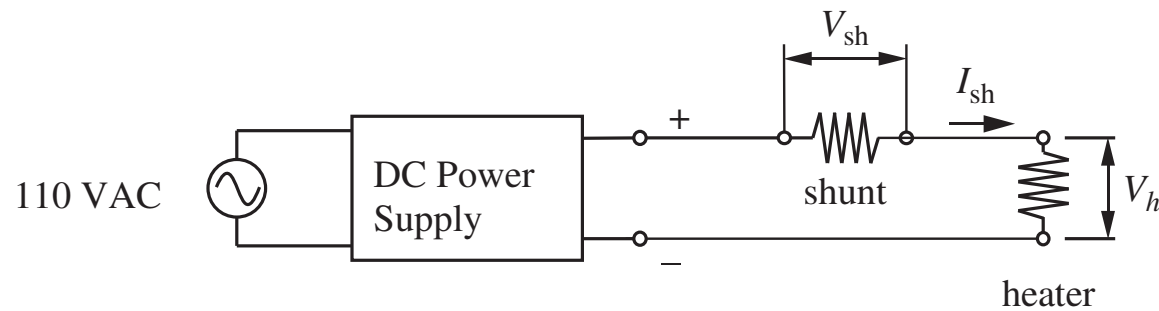 V_sh
I_sh
+
110 VAC
DC Power
Supply
shunt
V_h
–
heater